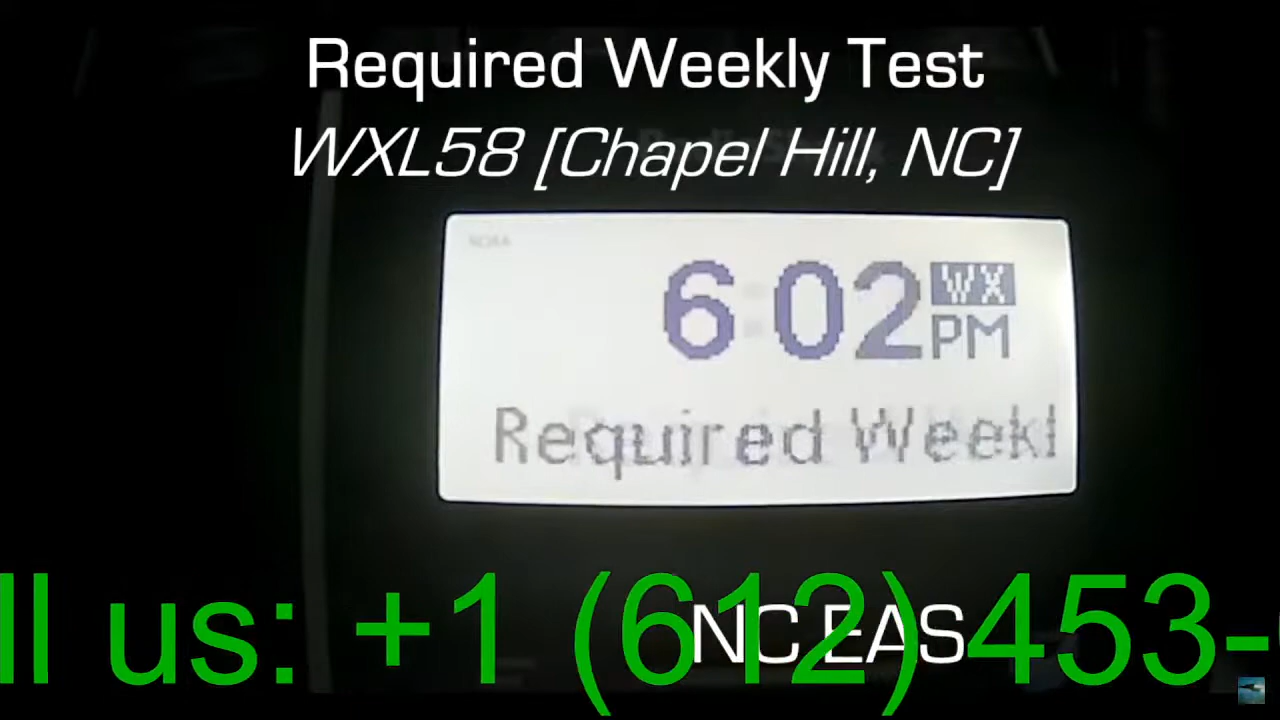 Required Weekly Test
WXL58 [Chapel Hill, NC]
6:02 WX
PM
Required Weekl
ll us: +1 (612) 453-
NC EAS